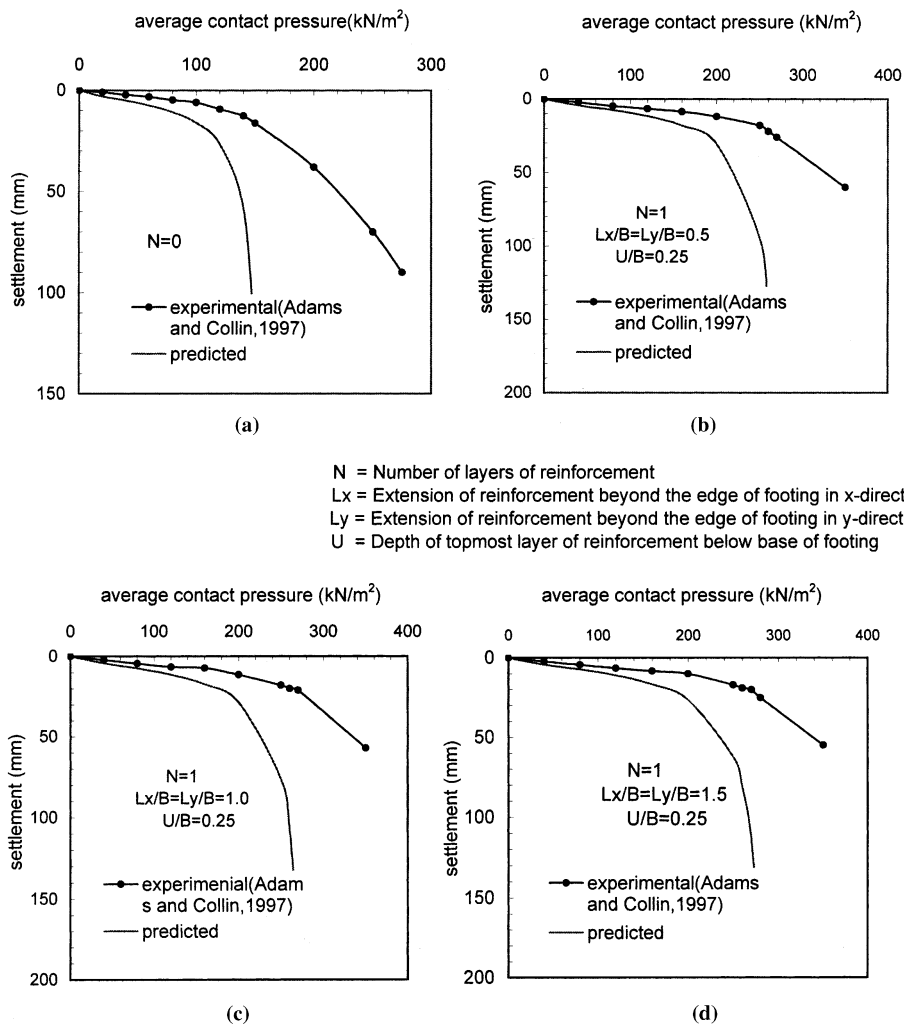 average contact pressure(kN/m²)
0 100 200 300
0
50
100
150
settlement (mm)
N=0
experimental(Adams
and Collin,1997)
predicted
(a)
average contact pressure (kN/m²)
0 100 200 300 400
0
50
100
150
200
settlement (mm)
N=1
Lx/B=Ly/B=0.5
U/B=0.25
experimental(Adams
and Collin,1997)
predicted
(b)
N = Number of layers of reinforcement
Lx = Extension of reinforcement beyond the edge of footing in x-direct
Ly = Extension of reinforcement beyond the edge of footing in y-direct
U = Depth of topmost layer of reinforcement below base of footing
average contact pressure (kN/m²)
0 100 200 300 400
0
50
100
150
200
settlement (mm)
N=1
Lx/B=Ly/B=1.0
U/B=0.25
experimenial(Adam
s and Collin,1997)
predicted
(c)
average contact pressure (kN/m²)
0 100 200 300 400
0
50
100
150
200
settlement (mm)
N=1
Lx/B=Ly/B=1.5
U/B=0.25
experimental(Adams
and Collin,1997)
predicted
(d)